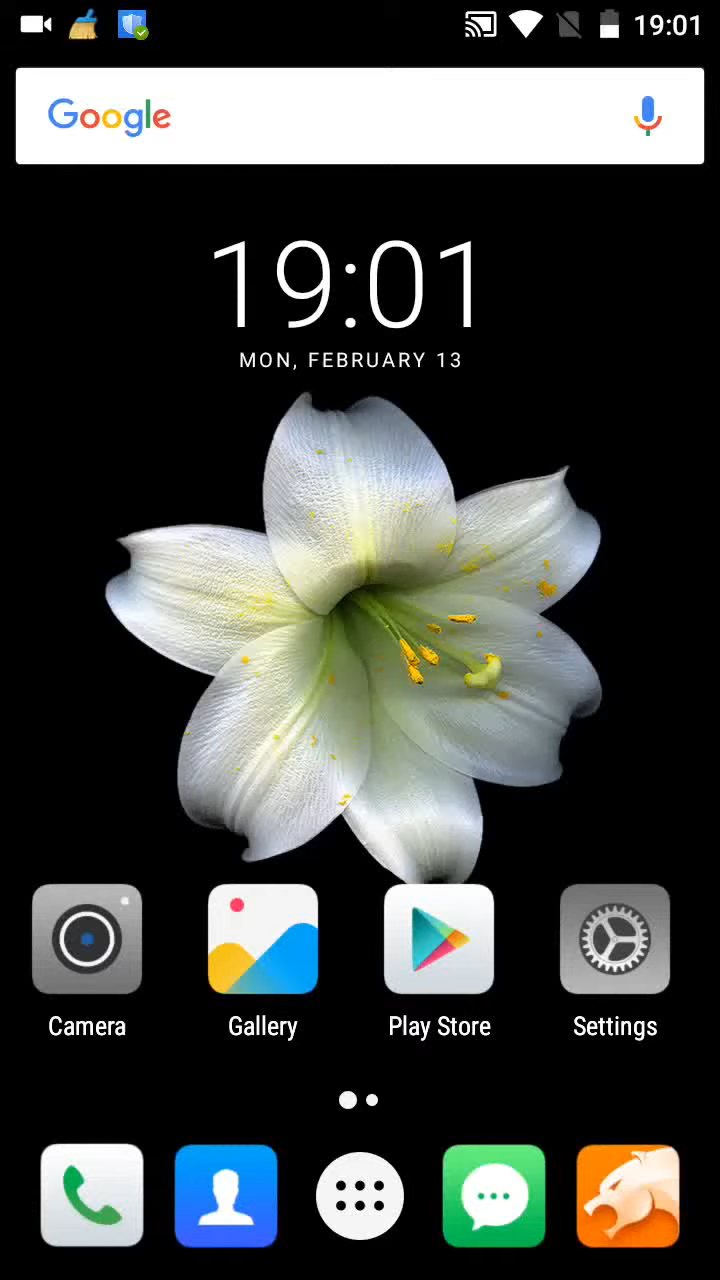 19:01
Google
19:01
MON, FEBRUARY 13
Camera
Gallery
Play Store
Settings